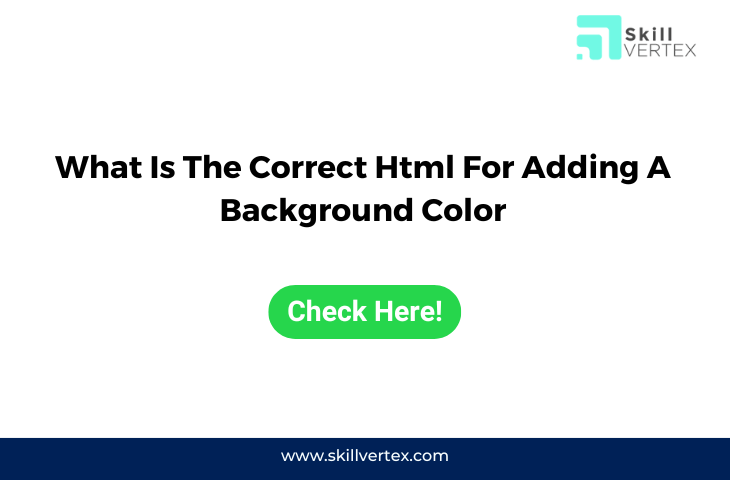 Skill
VERTEX
What Is The Correct Html For Adding A
Background Color
Check Here!
www.skillvertex.com